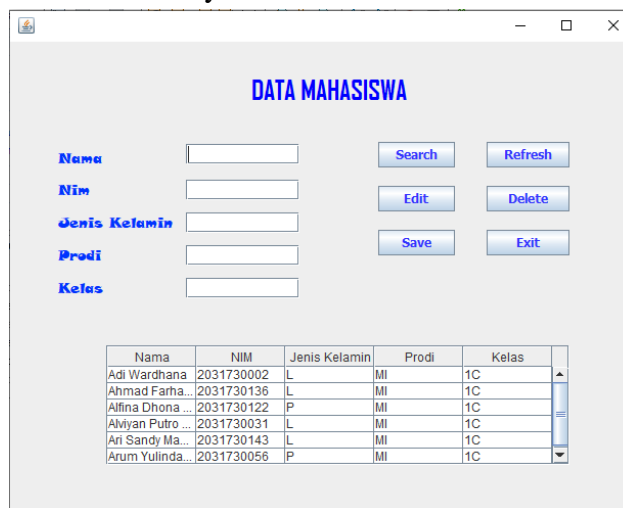 DATA MAHASISWA
Nama
Search
Refresh
Nim
Edit
Delete
Jenis Kelamin
Save
Exit
Prodi
Kelas
Nama NIM Jenis Kelamin Prodi Kelas
Adi Wardhana 2031730002 L MI 1C
Ahmad Farha... 2031730136 L MI 1C
Alfina Dhona ... 2031730122 P MI 1C
Alviyan Putro ... 2031730031 L MI 1C
Ari Sandy Ma... 2031730143 L MI 1C
Arum Yulinda... 2031730056 P MI 1C